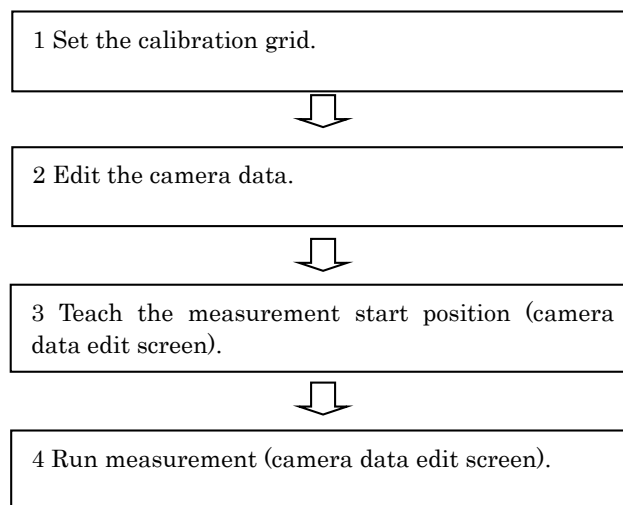 1 Set the calibration grid.
2 Edit the camera data.
3 Teach the measurement start position (camera
data edit screen).
4 Run measurement (camera data edit screen).